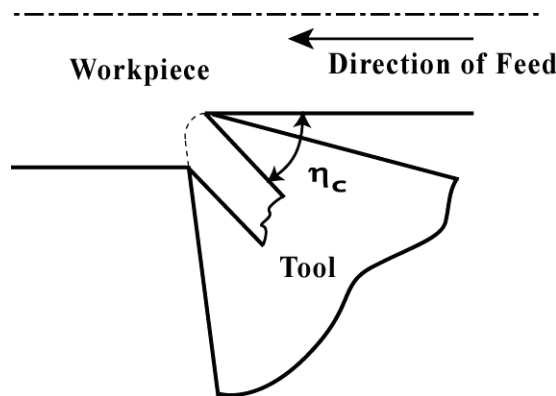 Workpiece
Direction of Feed
ηc
Tool